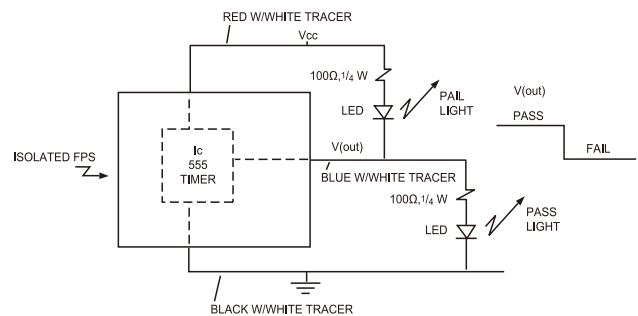 RED W/WHITE TRACER
Vcc
100Ω,1/4 W
LED
PAIL
LIGHT
V(out)
PASS
FAIL
ISOLATED FPS
Ic
555
TIMER
V(out)
BLUE W/WHITE TRACER
100Ω,1/4 W
LED
PASS
LIGHT
BLACK W/WHITE TRACER